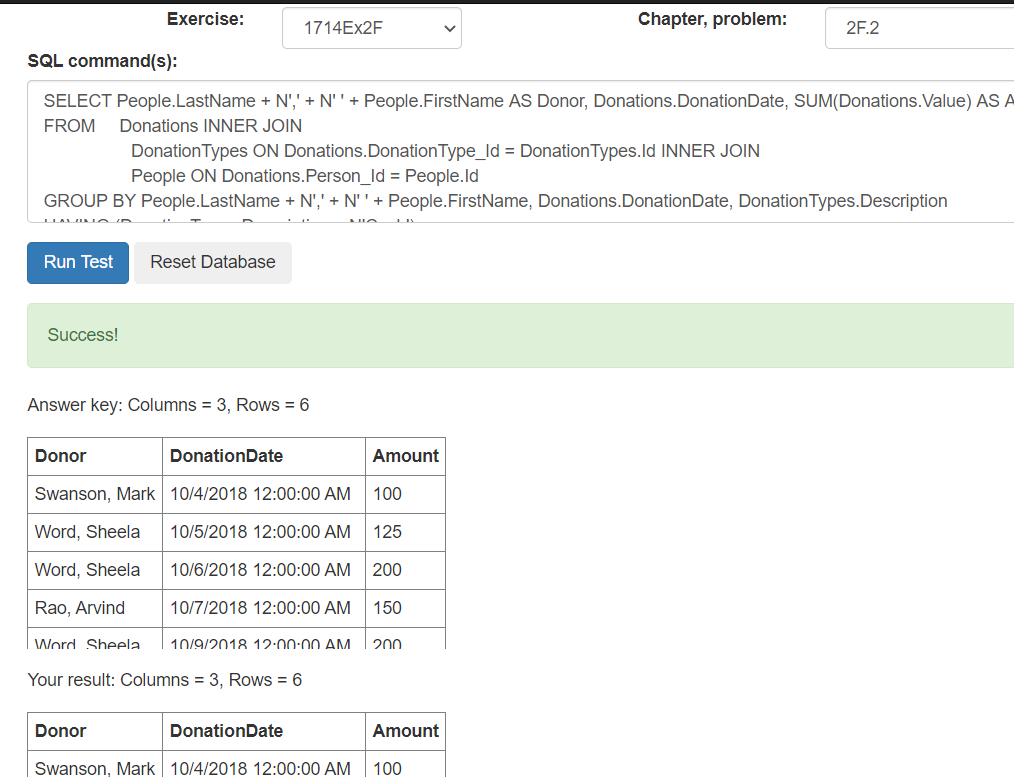 Exercise: 1714Ex2F Chapter, problem: 2F.2
SQL command(s):
SELECT People.LastName + N',' + N' ' + People.FirstName AS Donor, Donations.DonationDate, SUM(Donations.Value) AS A
FROM Donations INNER JOIN
DonationTypes ON Donations.DonationType_Id = DonationTypes.Id INNER JOIN
People ON Donations.Person_Id = People.Id
GROUP BY People.LastName + N',' + N' ' + People.FirstName, Donations.DonationDate, DonationTypes.Description
Run Test Reset Database
Success!
Answer key: Columns = 3, Rows = 6
Donor DonationDate Amount
Swanson, Mark 10/4/2018 12:00:00 AM 100
Word, Sheela 10/5/2018 12:00:00 AM 125
Word, Sheela 10/6/2018 12:00:00 AM 200
Rao, Arvind 10/7/2018 12:00:00 AM 150
Word, Sheela 10/9/2018 12:00:00 AM 200
Your result: Columns = 3, Rows = 6
Donor DonationDate Amount
Swanson, Mark 10/4/2018 12:00:00 AM 100